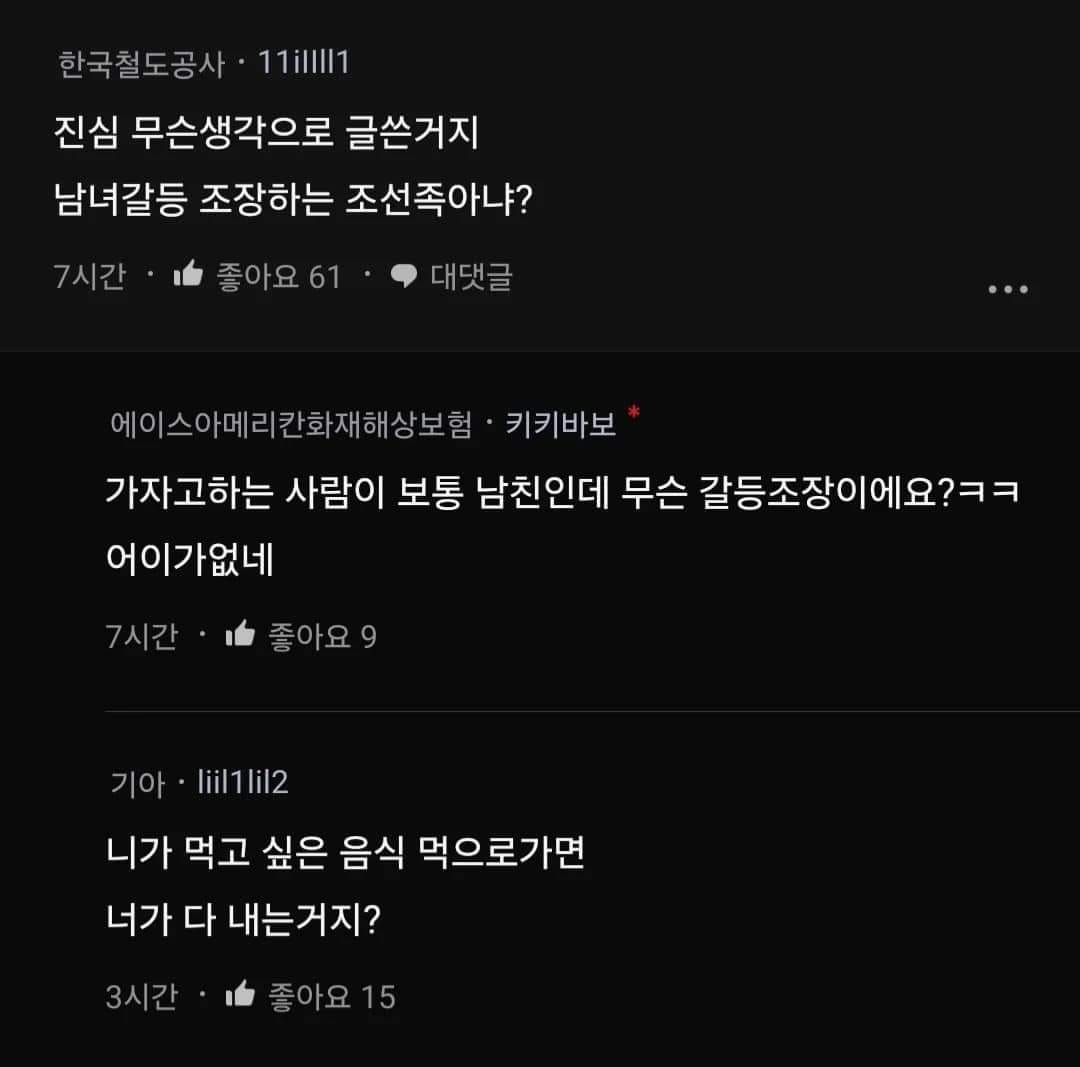 한국철도공사 · 11illll1
진심 무슨생각으로 글쓴거지
남녀갈등 조장하는 조선족아냐?
7시간 · 좋아요 61 · 대댓글
에이스아메리칸화재해상보험 · 키키바보 *
가자고하는 사람이 보통 남친인데 무슨 갈등조장이에요?ㅋㅋ
어이가없네
7시간 · 좋아요 9
기아 · liil1lil2
니가 먹고 싶은 음식 먹으로가면
너가 다 내는거지?
3시간 · 좋아요 15